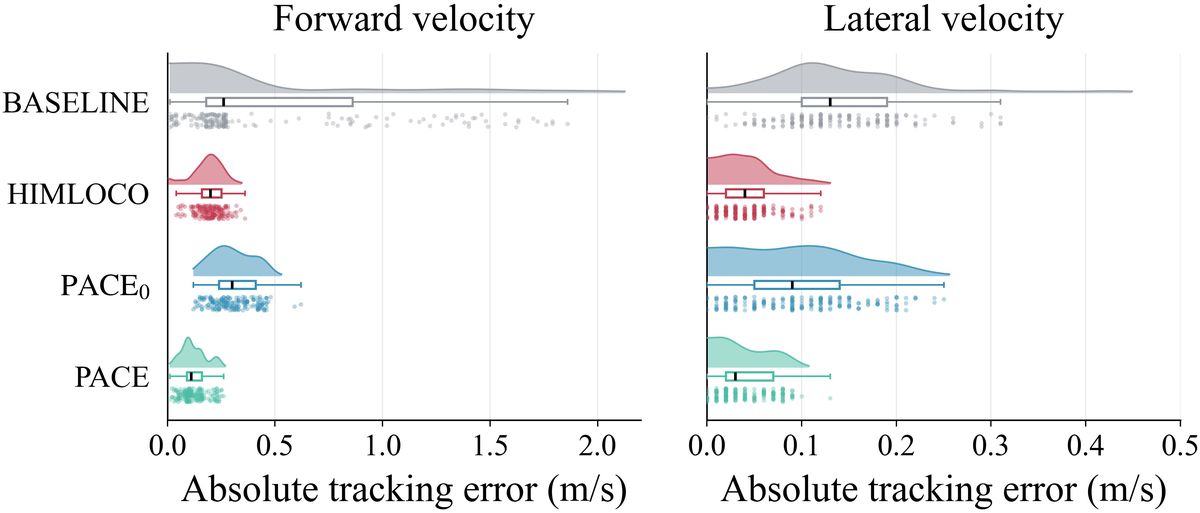 Forward velocity
Lateral velocity
BASELINE
HIMLOCO
PACE₀
PACE
0.0 0.5 1.0 1.5 2.0
0.0 0.1 0.2 0.3 0.4 0.5
Absolute tracking error (m/s)
Absolute tracking error (m/s)